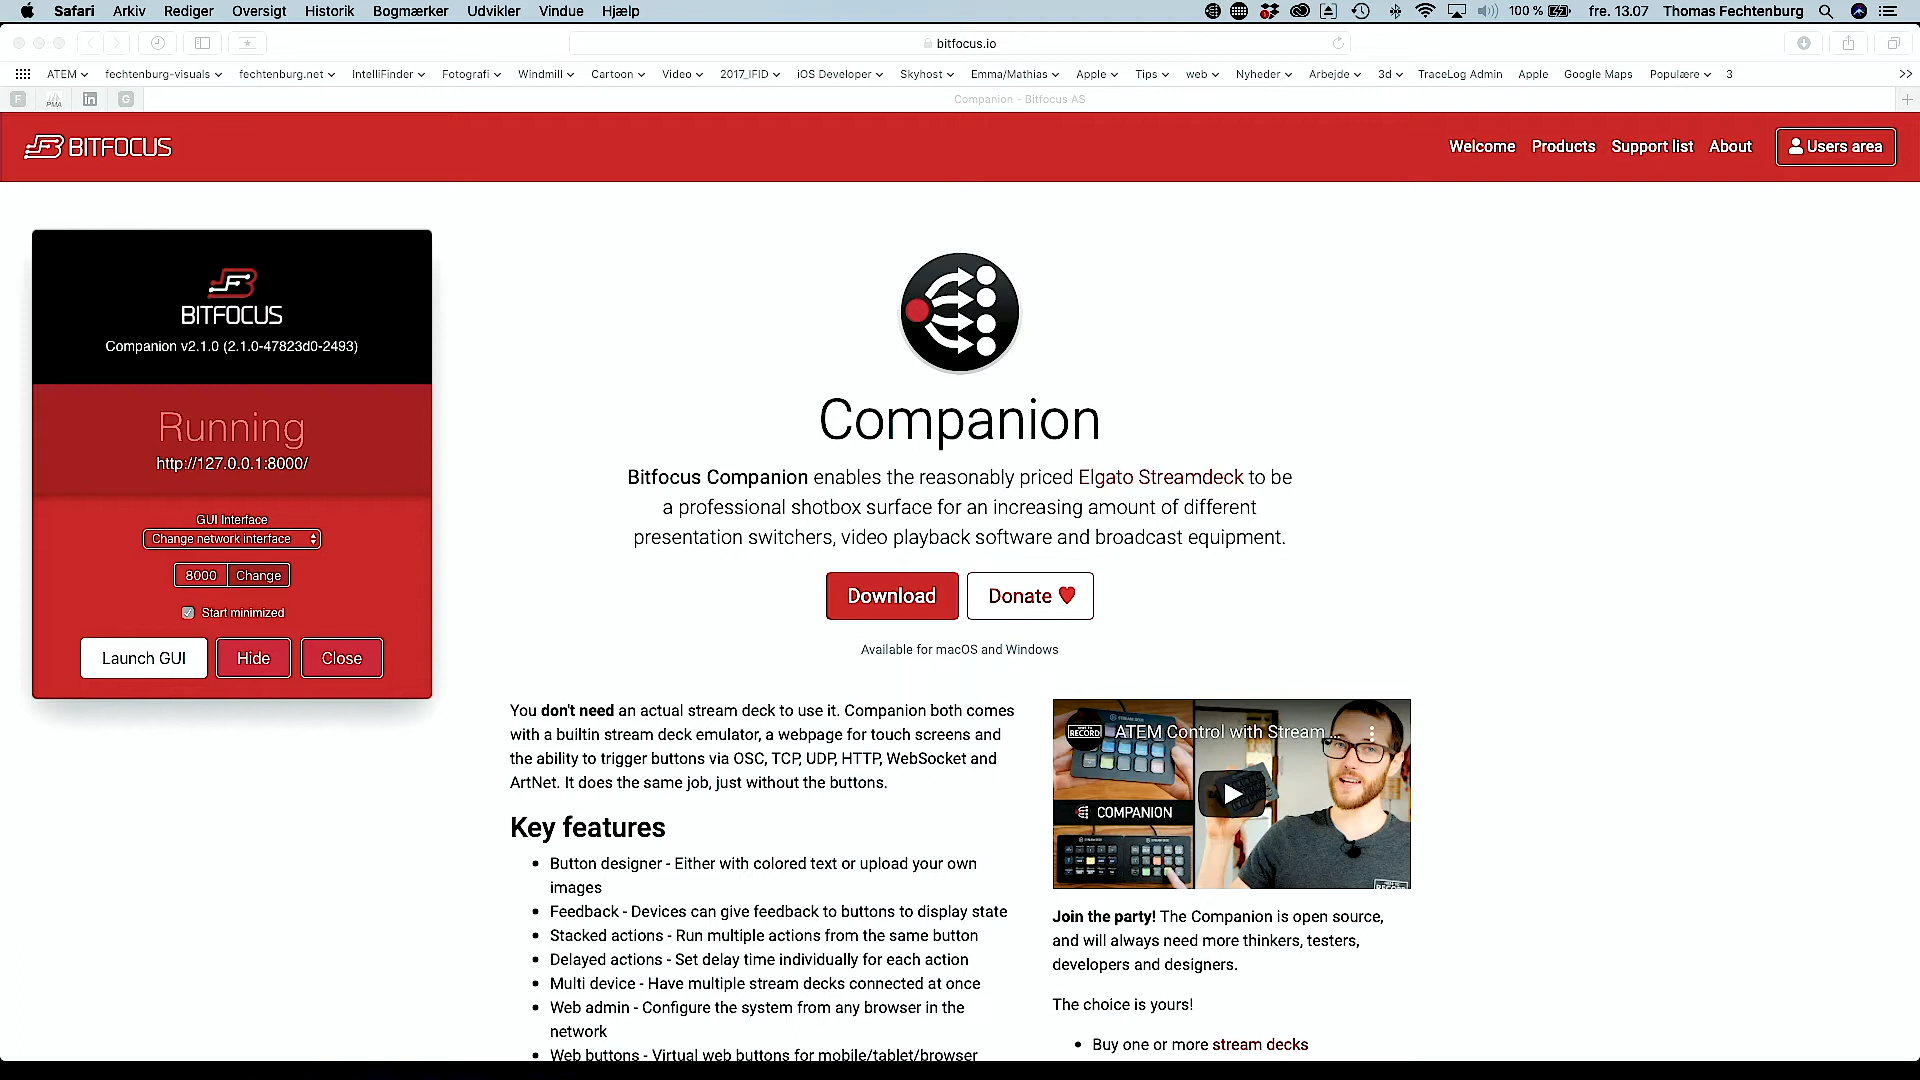 Safari Arkiv Rediger Oversigt Historik Bogmærker Udvikler Vindue Hjælp 100 % fre. 13.07 Thomas Fechtenburg
bitfocus.io
ATEM fechtenburg-visuals fechtenburg.net IntelliFinder Fotografi Windmill Cartoon Video 2017_IFID iOS Developer Skyhost Emma/Mathias Apple Tips web Nyheder Arbejde 3d TraceLog Admin Apple Google Maps Populære 3
F PMA in G Companion - Bitfocus AS
BITFOCUS Welcome Products Support list About Users area
BITFOCUS
Companion v2.1.0 (2.1.0-47823d0-2493)
Running
http://127.0.0.1:8000/
GUI Interface
Change network interface
8000 Change
Start minimized
Launch GUI Hide Close
Companion
Bitfocus Companion enables the reasonably priced Elgato Streamdeck to be
a professional shotbox surface for an increasing amount of different
presentation switchers, video playback software and broadcast equipment.
Download Donate
Available for macOS and Windows
You don't need an actual stream deck to use it. Companion both comes
with a builtin stream deck emulator, a webpage for touch screens and
the ability to trigger buttons via OSC, TCP, UDP, HTTP, WebSocket and
ArtNet. It does the same job, just without the buttons.
Key features
• Button designer - Either with colored text or upload your own
images
• Feedback - Devices can give feedback to buttons to display state
• Stacked actions - Run multiple actions from the same button
• Delayed actions - Set delay time individually for each action
• Multi device - Have multiple stream decks connected at once
• Web admin - Configure the system from any browser in the
network
• Web buttons - Virtual web buttons for mobile/tablet/browser
STREAM DECK
RECORD
ATEM Control with Stream...
COMPANION
Join the party! The Companion is open source,
and will always need more thinkers, testers,
developers and designers.
The choice is yours!
• Buy one or more stream decks